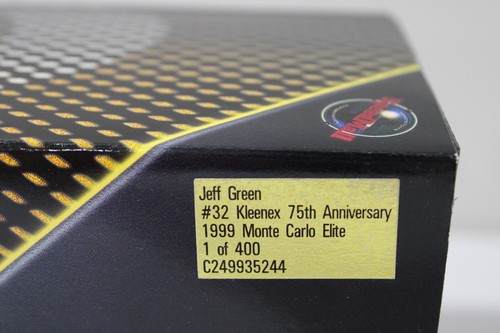 Jeff Green
#32 Kleenex 75th Anniversary
1999 Monte Carlo Elite
1 of 400
C249935244